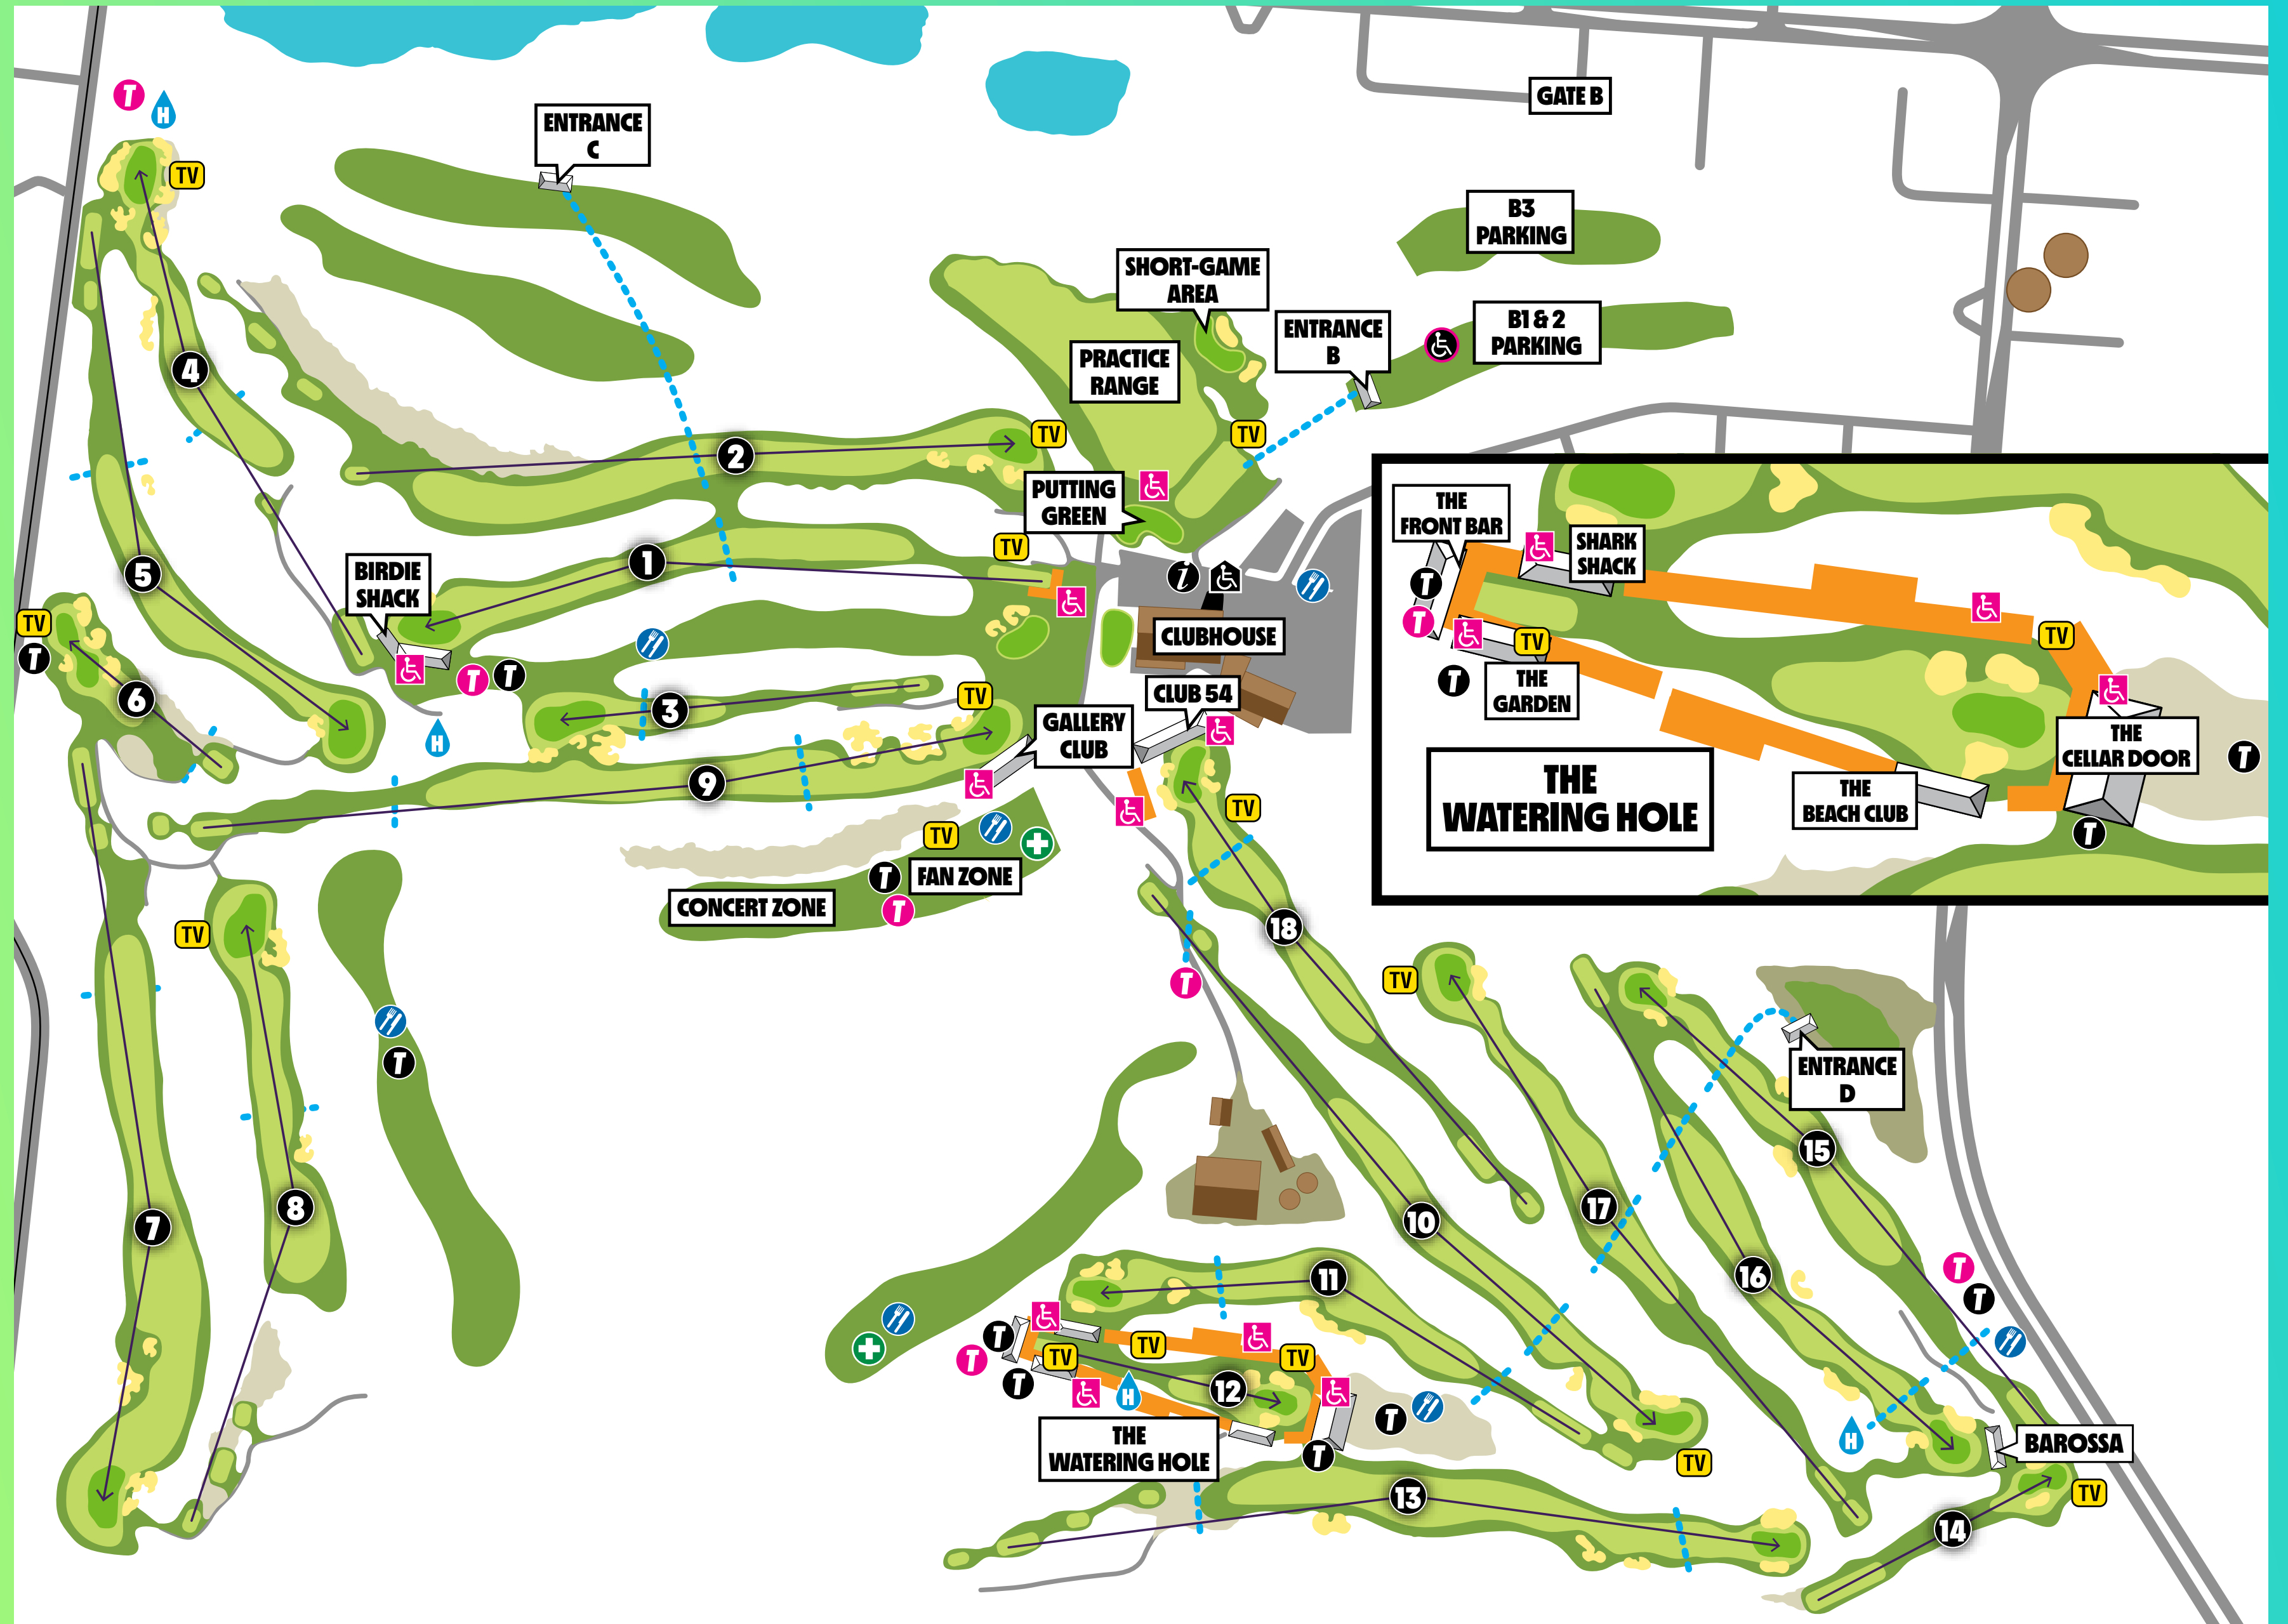 GATE B
T
H
ENTRANCE
C
TV
B3
PARKING
SHORT-GAME
AREA
ENTRANCE
B
B1 & 2
PARKING
PRACTICE
RANGE
4
TV
TV
2
PUTTING
GREEN
THE
FRONT BAR
SHARK
SHACK
TV
1
5
BIRDIE
SHACK
i
T
T
TV
TV
TV
T
CLUBHOUSE
T
T
T
THE
GARDEN
THE
CELLAR DOOR
T
6
3
TV
CLUB 54
GALLERY
CLUB
H
9
THE
WATERING HOLE
THE
BEACH CLUB
T
TV
TV
T
FAN ZONE
CONCERT ZONE
T
TV
18
T
TV
T
ENTRANCE
D
15
8
7
10
17
16
11
T
T
T
TV
TV
TV
T
T
H
12
T
THE
WATERING HOLE
T
TV
H
BAROSSA
13
TV
14